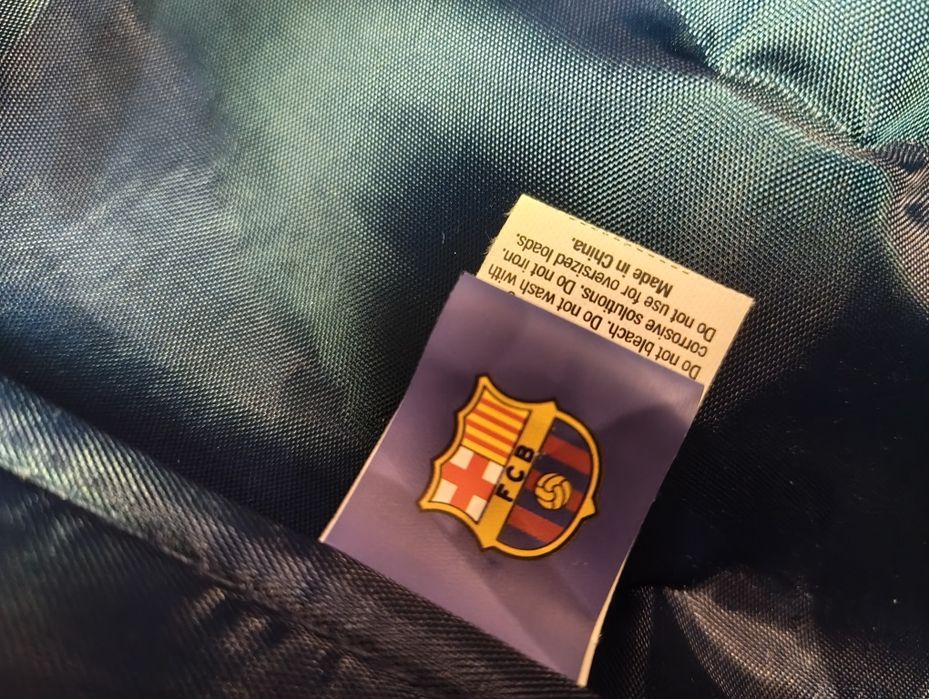 Do not bleach. Do not wash with
corrosive solutions. Do not iron.
Do not use for oversized loads.
Made in China.
FCB